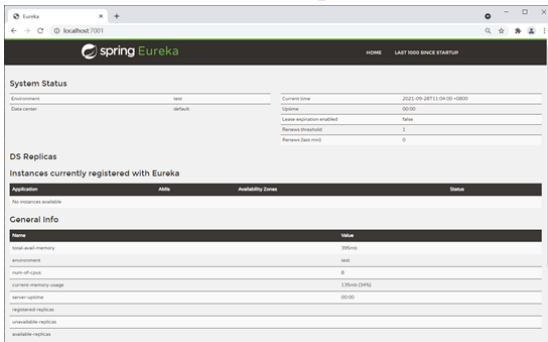 Eureka
localhost:7001
spring Eureka
HOME LAST 1000 SINCE STARTUP
System Status
Environment test
Data center default
Current time 2021-09-28T11:04:00 +0800
Uptime 00:00
Lease expiration enabled false
Renews threshold 1
Renews (last min) 0
DS Replicas
Instances currently registered with Eureka
Application AMIs Availability Zones Status
No instances available
General Info
Name Value
total-avail-memory 395mb
environment test
num-of-cpus 8
current-memory-usage 135mb (34%)
server-uptime 00:00
registered-replicas
unavailable-replicas
available-replicas